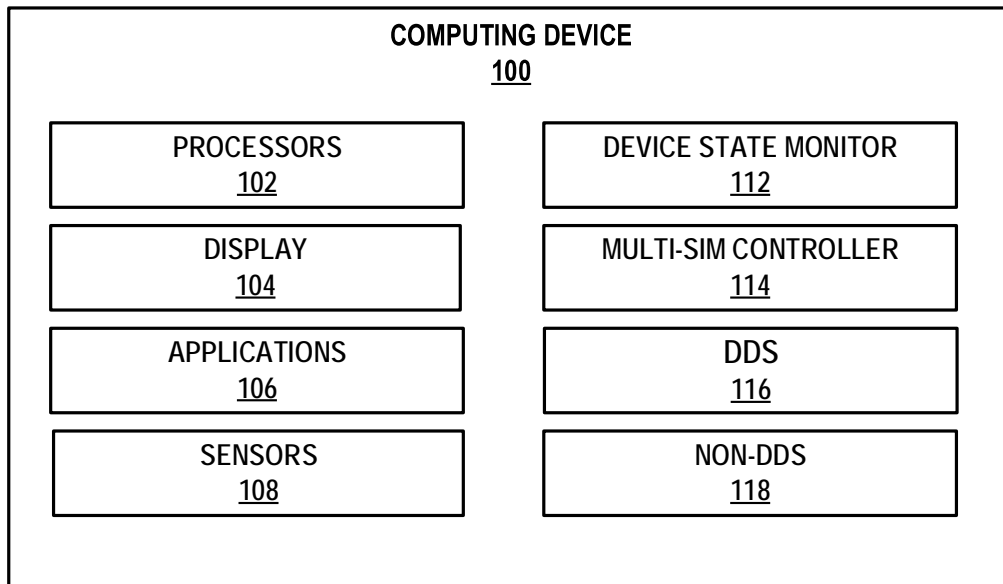 COMPUTING DEVICE
100
PROCESSORS
102
DISPLAY
104
APPLICATIONS
106
SENSORS
108
DEVICE STATE MONITOR
112
MULTI-SIM CONTROLLER
114
DDS
116
NON-DDS
118